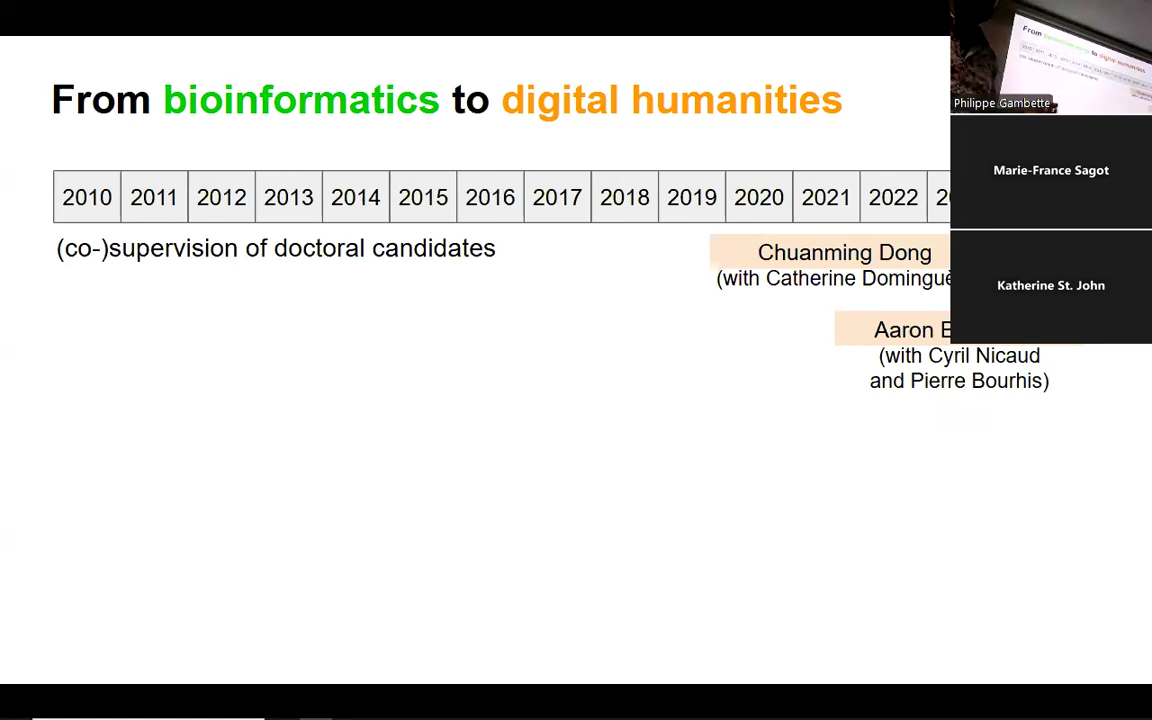 From bioinformatics to digital humanities
2010 2011 2012 2013 2014 2015 2016 2017 2018 2019 2020 2021 2022
(co-)supervision of doctoral candidates
Chuanming Dong
(with Catherine
Aaron
(with Cyril Nicaud
and Pierre Bourhis)
Philippe Gambette
Marie-France Sagot
Katherine St. John